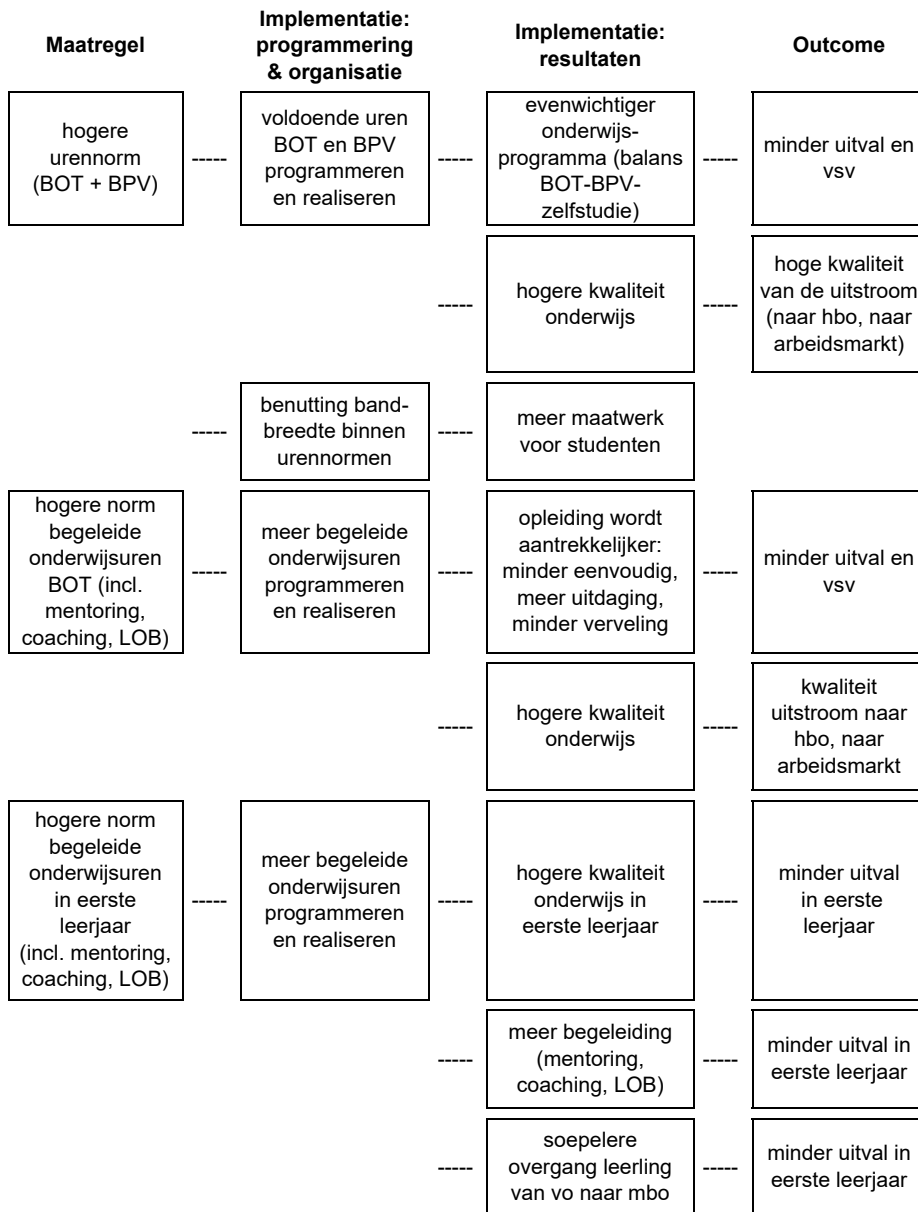 Maatregel
Implementatie:
programmering
& organisatie
Implementatie:
resultaten
Outcome
hogere
urennorm
(BOT + BPV)
-----
voldoende uren
BOT en BPV
programmeren
en realiseren
-----
evenwichtiger
onderwijs-
programma (balans
BOT-BPV-
zelfstudie)
-----
minder uitval en
vsv
-----
hogere kwaliteit
onderwijs
-----
hoge kwaliteit
van de uitstroom
(naar hbo, naar
arbeidsmarkt)
-----
benutting band-
breedte binnen
urennormen
-----
meer maatwerk
voor studenten
hogere norm
begeleide
onderwijsuren
BOT (incl.
mentoring,
coaching, LOB)
-----
meer begeleide
onderwijsuren
programmeren
en realiseren
-----
opleiding wordt
aantrekkelijker:
minder eenvoudig,
meer uitdaging,
minder verveling
-----
minder uitval en
vsv
-----
hogere kwaliteit
onderwijs
-----
kwaliteit
uitstroom naar
hbo, naar
arbeidsmarkt
hogere norm
begeleide
onderwijsuren
in eerste
leerjaar
(incl. mentoring,
coaching, LOB)
-----
meer begeleide
onderwijsuren
programmeren
en realiseren
-----
hogere kwaliteit
onderwijs in
eerste leerjaar
-----
minder uitval
in eerste
leerjaar
-----
meer begeleiding
(mentoring,
coaching, LOB)
-----
minder uitval in
eerste leerjaar
-----
soepelere
overgang leerling
van vo naar mbo
-----
minder uitval in
eerste leerjaar